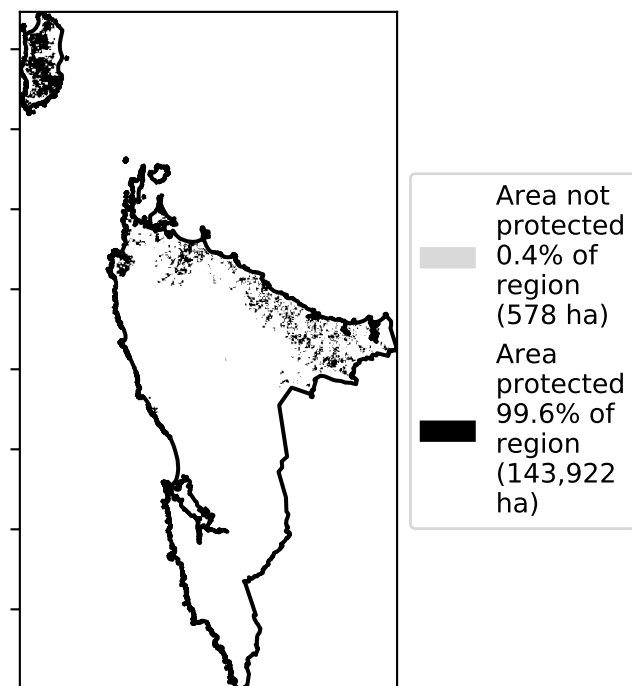 Area not
protected
0.4% of
region
(578 ha)
Area
protected
99.6% of
region
(143,922
ha)